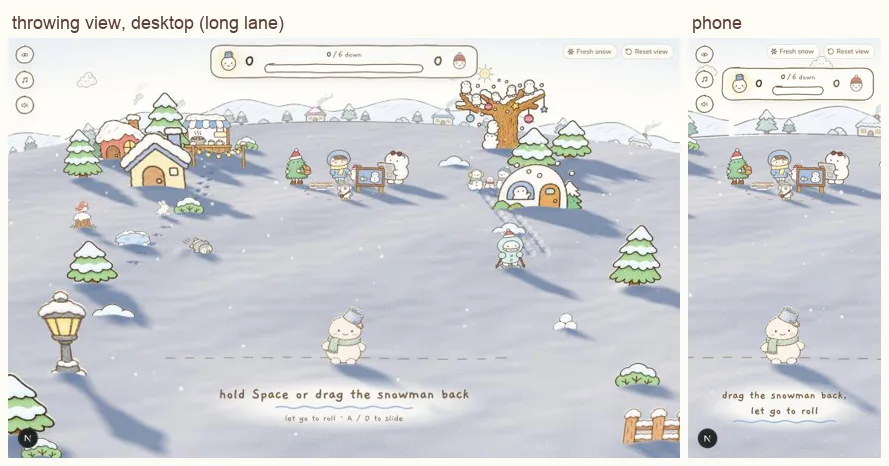 throwing view, desktop (long lane)
0
0 / 6 down
0
Fresh snow
Reset view
hold Space or drag the snowman back
let go to roll · A / D to slide
N
phone
Fresh snow
Reset view
0
0 / 6 down
0
drag the snowman back,
let go to roll
N